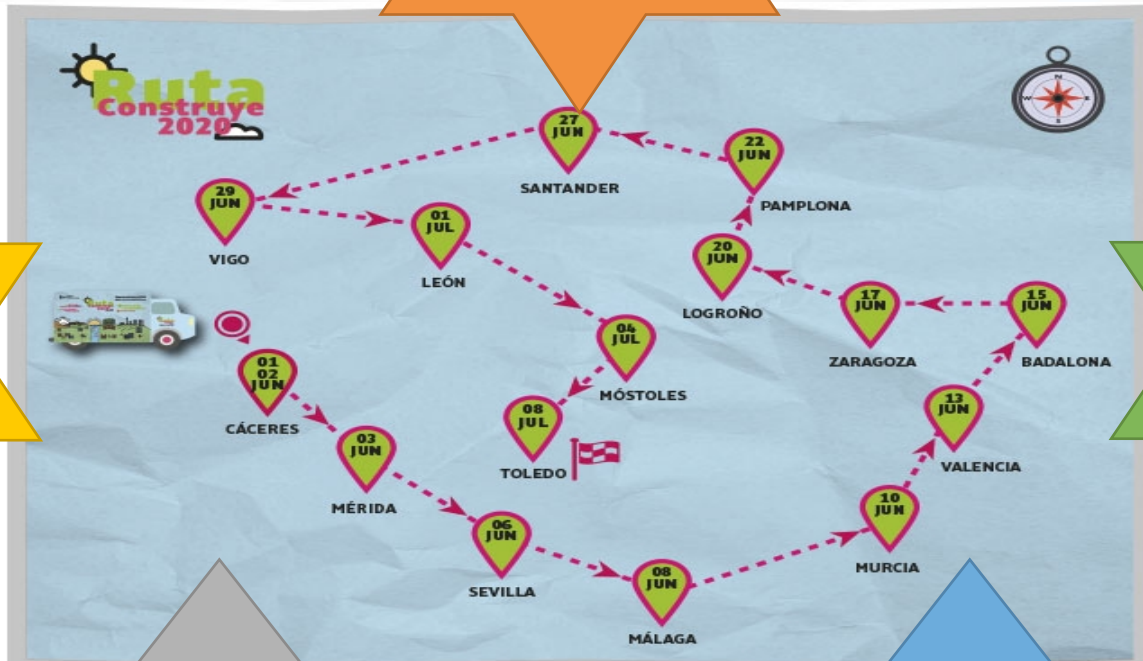 Ruta
Construye
2020
N
E
S
W
27
JUN
SANTANDER
22
JUN
PAMPLONA
29
JUN
VIGO
01
JUL
LEÓN
20
JUN
LOGROÑO
17
JUN
ZARAGOZA
15
JUN
BADALONA
04
JUL
MÓSTOLES
01
02
JUN
CÁCERES
08
JUL
TOLEDO
13
JUN
VALENCIA
03
JUN
MÉRIDA
10
JUN
MURCIA
06
JUN
SEVILLA
08
JUN
MÁLAGA